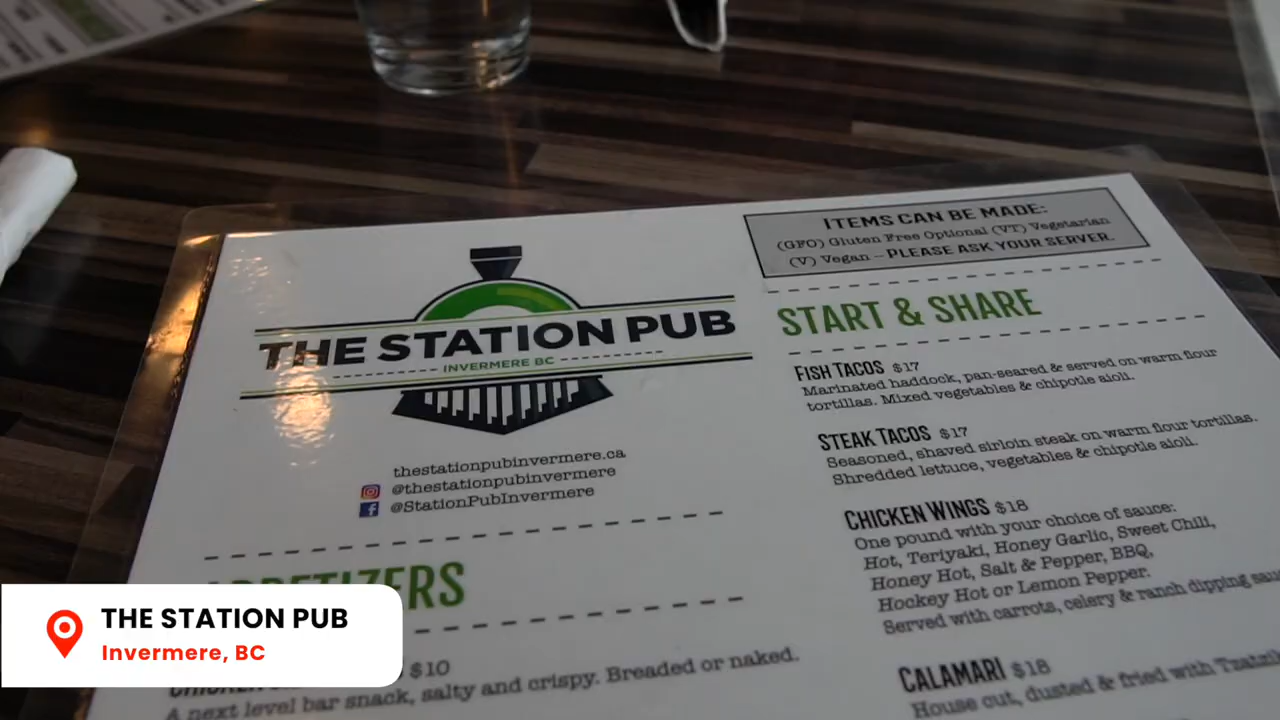 THE STATION PUB
INVERMERE BC
thestationpubinvermere.ca
@thestationpubinvermere
@StationPubInvermere
APPETIZERS
$10
A next level bar snack, salty and crispy. Breaded or naked.
ITEMS CAN BE MADE:
(GFO) Gluten Free Optional (VT) Vegetarian
(V) Vegan – PLEASE ASK YOUR SERVER.
START & SHARE
FISH TACOS $17
Marinated haddock, pan-seared & served on warm flour
tortillas. Mixed vegetables & chipotle aioli.
STEAK TACOS $17
Seasoned, shaved sirloin steak on warm flour tortillas.
Shredded lettuce, vegetables & chipotle aioli.
CHICKEN WINGS $18
One pound with your choice of sauce:
Hot, Teriyaki, Honey Garlic, Sweet Chili,
Honey Hot, Salt & Pepper, BBQ,
Hockey Hot or Lemon Pepper.
Served with carrots, celery & ranch dipping
CALAMARI $18
House cut, dusted & fried with
THE STATION PUB
Invermere, BC